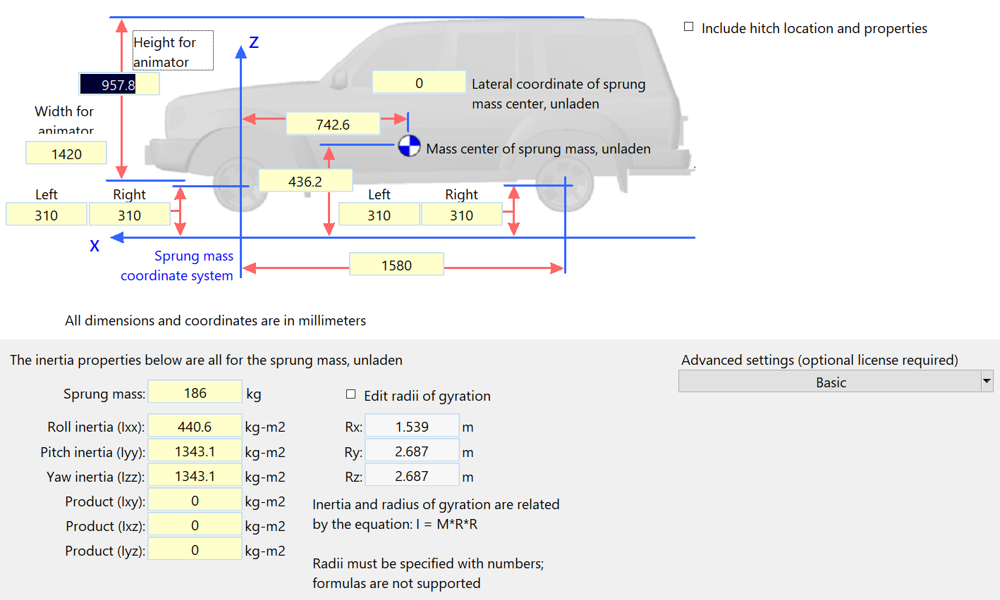 Include hitch location and properties
Z
Height for
animator
957.8
0
Lateral coordinate of sprung
mass center, unladen
Width for
animator
742.6
1420
Mass center of sprung mass, unladen
436.2
Left
Right
Left
Right
310
310
310
310
X
Sprung mass
coordinate system
1580
All dimensions and coordinates are in millimeters
The inertia properties below are all for the sprung mass, unladen
Advanced settings (optional license required)
Basic
Sprung mass: 186 kg
Edit radii of gyration
Roll inertia (Ixx): 440.6 kg-m2
Rx: 1.539 m
Pitch inertia (Iyy): 1343.1 kg-m2
Ry: 2.687 m
Yaw inertia (Izz): 1343.1 kg-m2
Rz: 2.687 m
Product (Ixy): 0 kg-m2
Product (Ixz): 0 kg-m2
Product (Iyz): 0 kg-m2
Inertia and radius of gyration are related
by the equation: I = M*R*R
Radii must be specified with numbers;
formulas are not supported